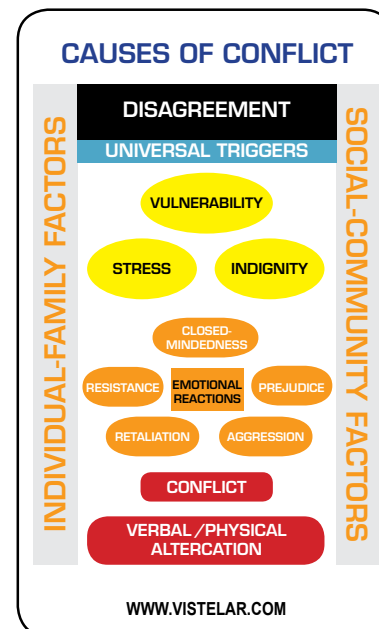 CAUSES OF CONFLICT
INDIVIDUAL-FAMILY FACTORS
DISAGREEMENT
UNIVERSAL TRIGGERS
VULNERABILITY
STRESS
INDIGNITY
CLOSED-
MINDEDNESS
RESISTANCE
EMOTIONAL
REACTIONS
PREJUDICE
RETALIATION
AGGRESSION
CONFLICT
VERBAL/PHYSICAL
ALTERCATION
SOCIAL-COMMUNITY FACTORS
WWW.VISTELAR.COM